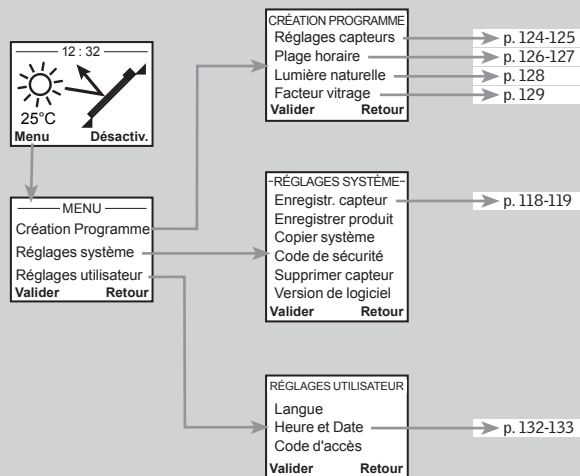 12 : 32
25°C
Menu Désactiv.
MENU
Création Programme
Réglages système
Réglages utilisateur
Valider Retour
CRÉATION PROGRAMME
Réglages capteurs p. 124-125
Plage horaire p. 126-127
Lumière naturelle p. 128
Facteur vitrage p. 129
Valider Retour
RÉGLAGES SYSTÈME
Enregistr. capteur p. 118-119
Enregistrer produit
Copier système
Code de sécurité
Supprimer capteur
Version de logiciel
Valider Retour
RÉGLAGES UTILISATEUR
Langue
Heure et Date p. 132-133
Code d'accès
Valider Retour